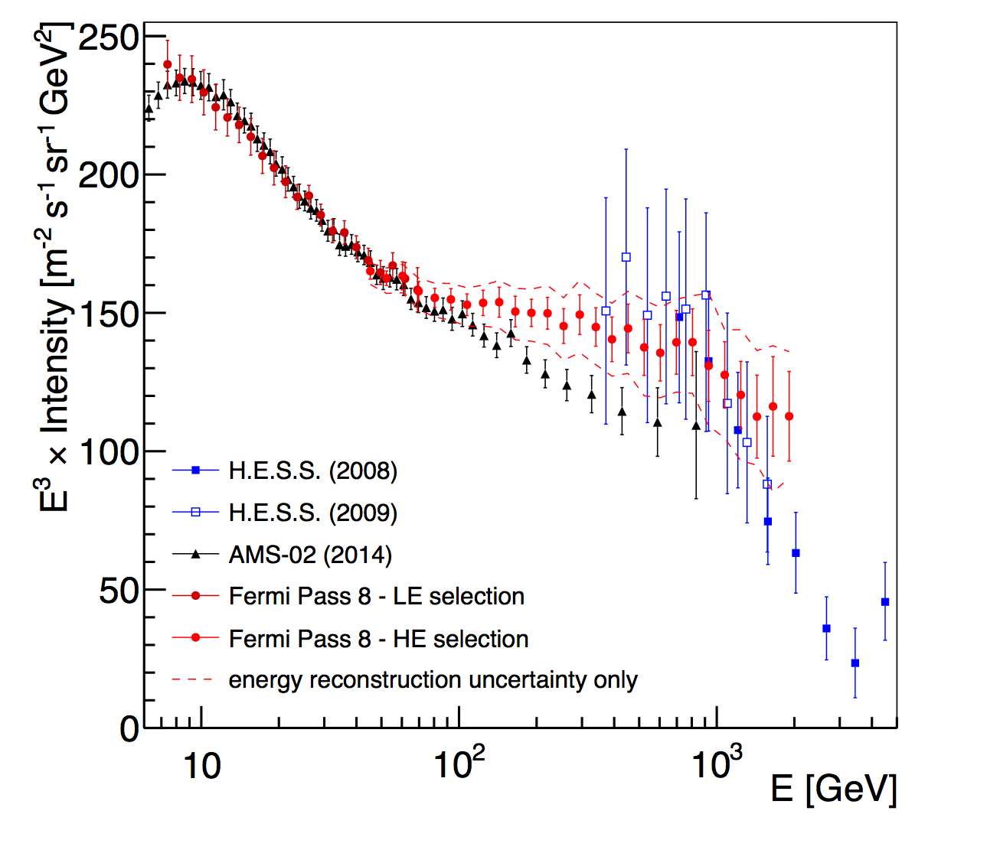 E³ × Intensity [m⁻² s⁻¹ sr⁻¹ GeV²]
250
200
150
100
50
0
H.E.S.S. (2008)
H.E.S.S. (2009)
AMS-02 (2014)
Fermi Pass 8 - LE selection
Fermi Pass 8 - HE selection
energy reconstruction uncertainty only
10 10² 10³
E [GeV]